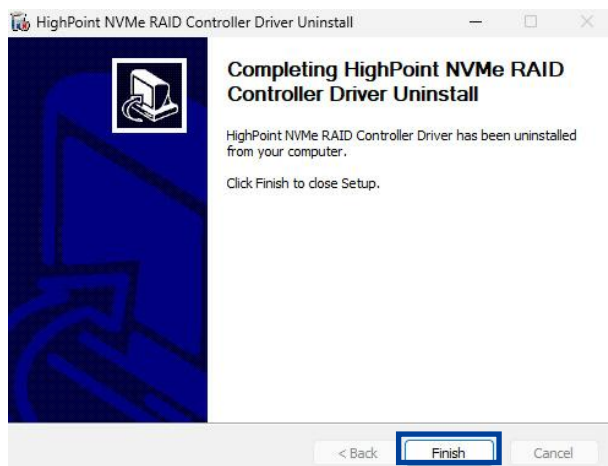 HighPoint NVMe RAID Controller Driver Uninstall
Completing HighPoint NVMe RAID
Controller Driver Uninstall
HighPoint NVMe RAID Controller Driver has been uninstalled
from your computer.
Click Finish to close Setup.
< Back Finish Cancel